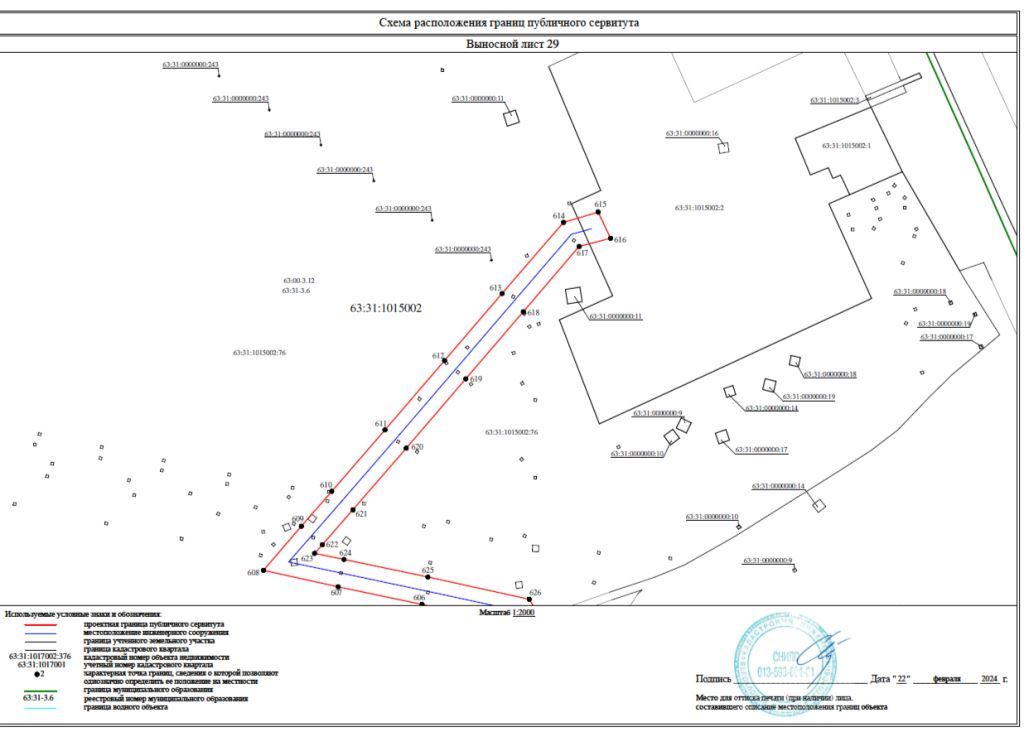 Схема расположения границ публичного сервитута
Выносной лист 29
63:31:0000000:243
63:31:0000000:243
63:31:0000000:243
63:31:0000000:243
63:31:0000000:243
63:31:0000000:243
63:31:0000000:11
63:31:0000000:16
63:31:1015002:3
63:31:1015002:1
63:31:1015002:2
614
615
616
617
63:00-3.12
63:31-3.6
63:31:1015002
613
618
63:31:0000000:11
63:31:0000000:18
63:31:0000000:19
63:31:0000000:17
63:31:1015002:76
612
619
63:31:0000000:18
63:31:0000000:19
63:31:0000000:14
63:31:0000000:9
611
63:31:1015002:76
620
63:31:0000000:10
63:31:0000000:17
610
63:31:0000000:14
621
609
63:31:0000000:10
622
623
624
63:31:0000000:9
608
625
607
606
626
Используемые условные знаки и обозначения:
Масштаб 1:2000
проектная граница публичного сервитута
местоположение инженерного сооружения
граница учтенного земельного участка
граница кадастрового квартала
63:31:1017002:376 кадастровый номер объекта недвижимости
63:31:1017001 учетный номер кадастрового квартала
2 характерная точка границ, сведения о которой позволяют
однозначно определить ее положение на местности
граница муниципального образования
63:31-3.6 реестровый номер муниципального образования
граница водного объекта
СНИЛС
Подпись Дата "22" февраля 2024 г.
Место для оттиска печати (при наличии) лица,
составившего описание местоположения границ объекта